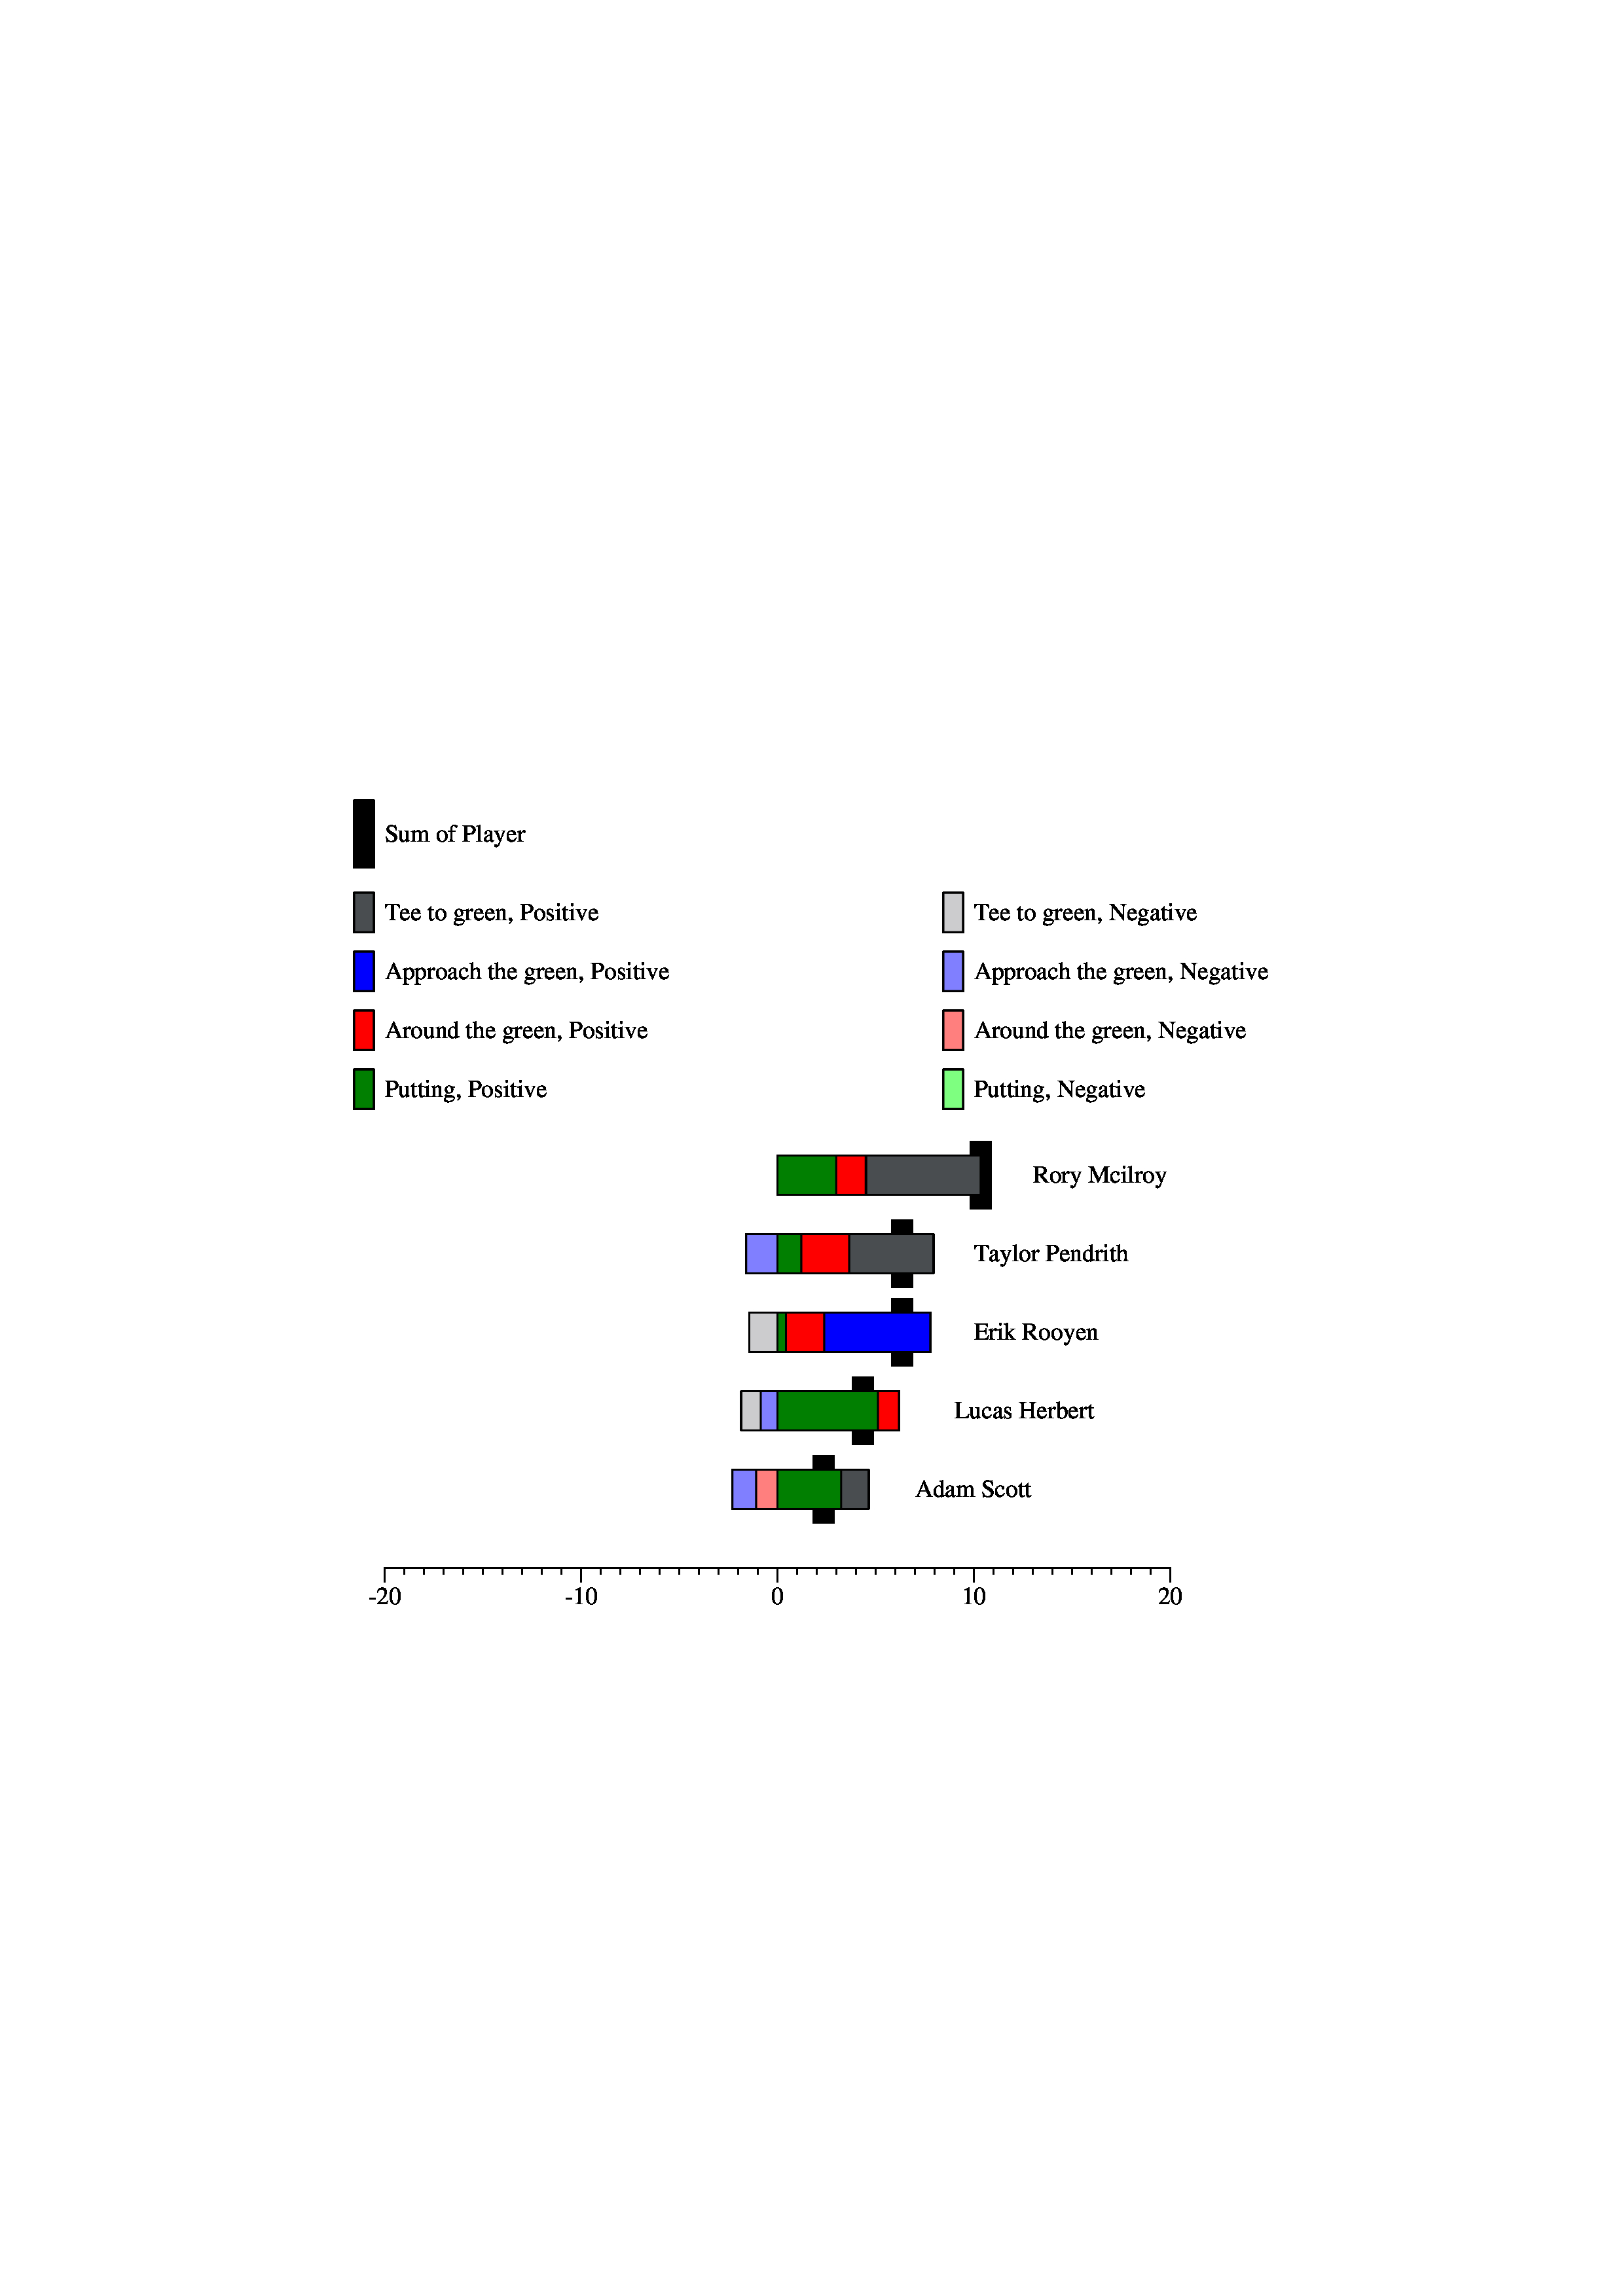 Sum of Player
Tee to green, Positive
Tee to green, Negative
Approach the green, Positive
Approach the green, Negative
Around the green, Positive
Around the green, Negative
Putting, Positive
Putting, Negative
Rory Mcilroy
Taylor Pendrith
Erik Rooyen
Lucas Herbert
Adam Scott
-20 -10 0 10 20